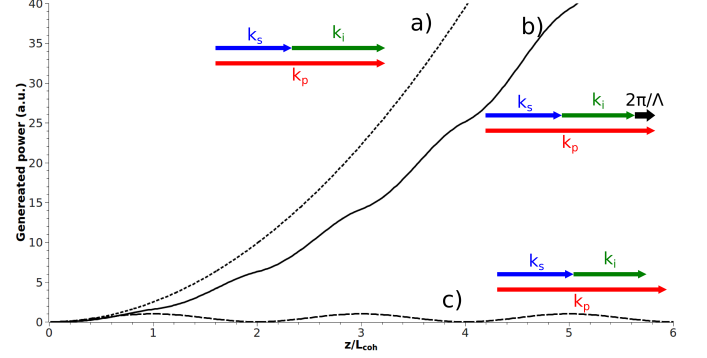 40
35
30
25
20
15
10
5
0
Genereated power (a.u.)
0 1 2 3 4 5 6
z/Lcoh
a)
ks ki
kp
b)
ks ki 2π/Λ
kp
c)
ks ki
kp